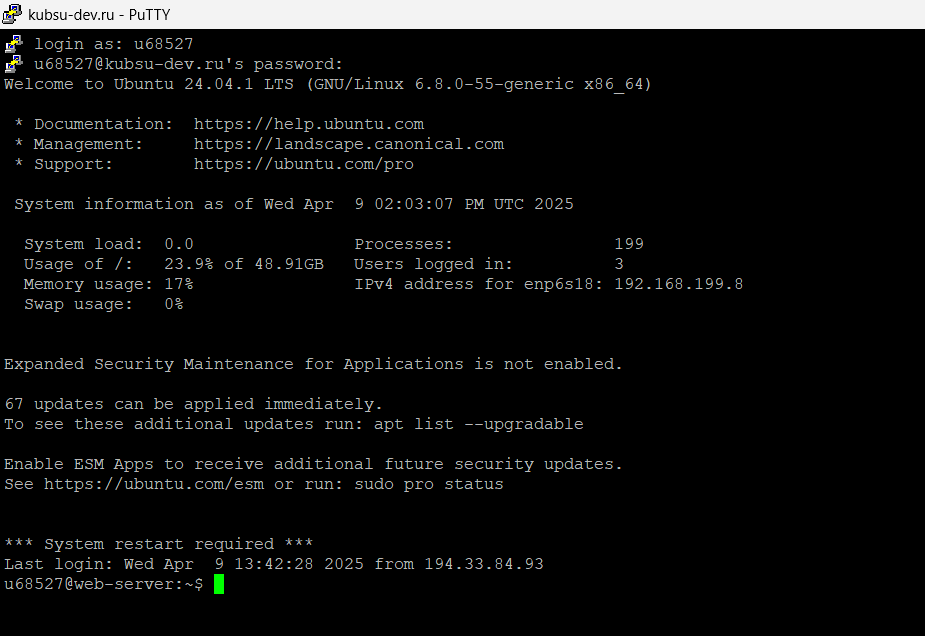 kubsu-dev.ru - PuTTY
login as: u68527
u68527@kubsu-dev.ru's password:
Welcome to Ubuntu 24.04.1 LTS (GNU/Linux 6.8.0-55-generic x86_64)
* Documentation:  https://help.ubuntu.com
* Management:     https://landscape.canonical.com
* Support:        https://ubuntu.com/pro
System information as of Wed Apr  9 02:03:07 PM UTC 2025
System load:  0.0                Processes:                199
Usage of /:   23.9% of 48.91GB   Users logged in:          3
Memory usage: 17%                IPv4 address for enp6s18: 192.168.199.8
Swap usage:   0%
Expanded Security Maintenance for Applications is not enabled.
67 updates can be applied immediately.
To see these additional updates run: apt list --upgradable
Enable ESM Apps to receive additional future security updates.
See https://ubuntu.com/esm or run: sudo pro status
*** System restart required ***
Last login: Wed Apr  9 13:42:28 2025 from 194.33.84.93
u68527@web-server:~$